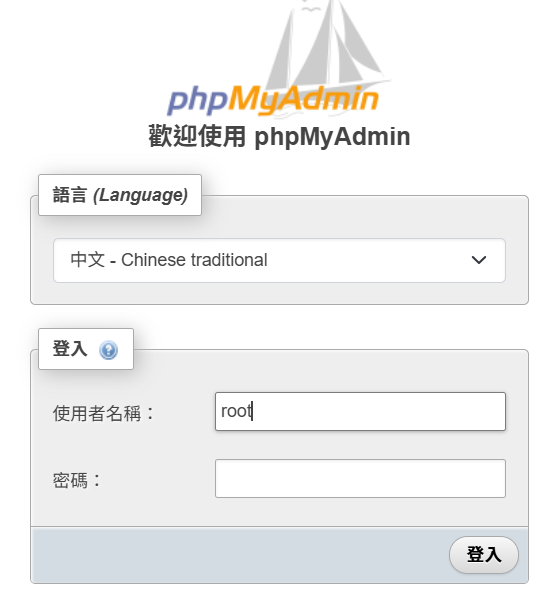 phpMyAdmin
歡迎使用 phpMyAdmin
語言 (Language)
中文 - Chinese traditional
登入
使用者名稱：
root
密碼：
登入